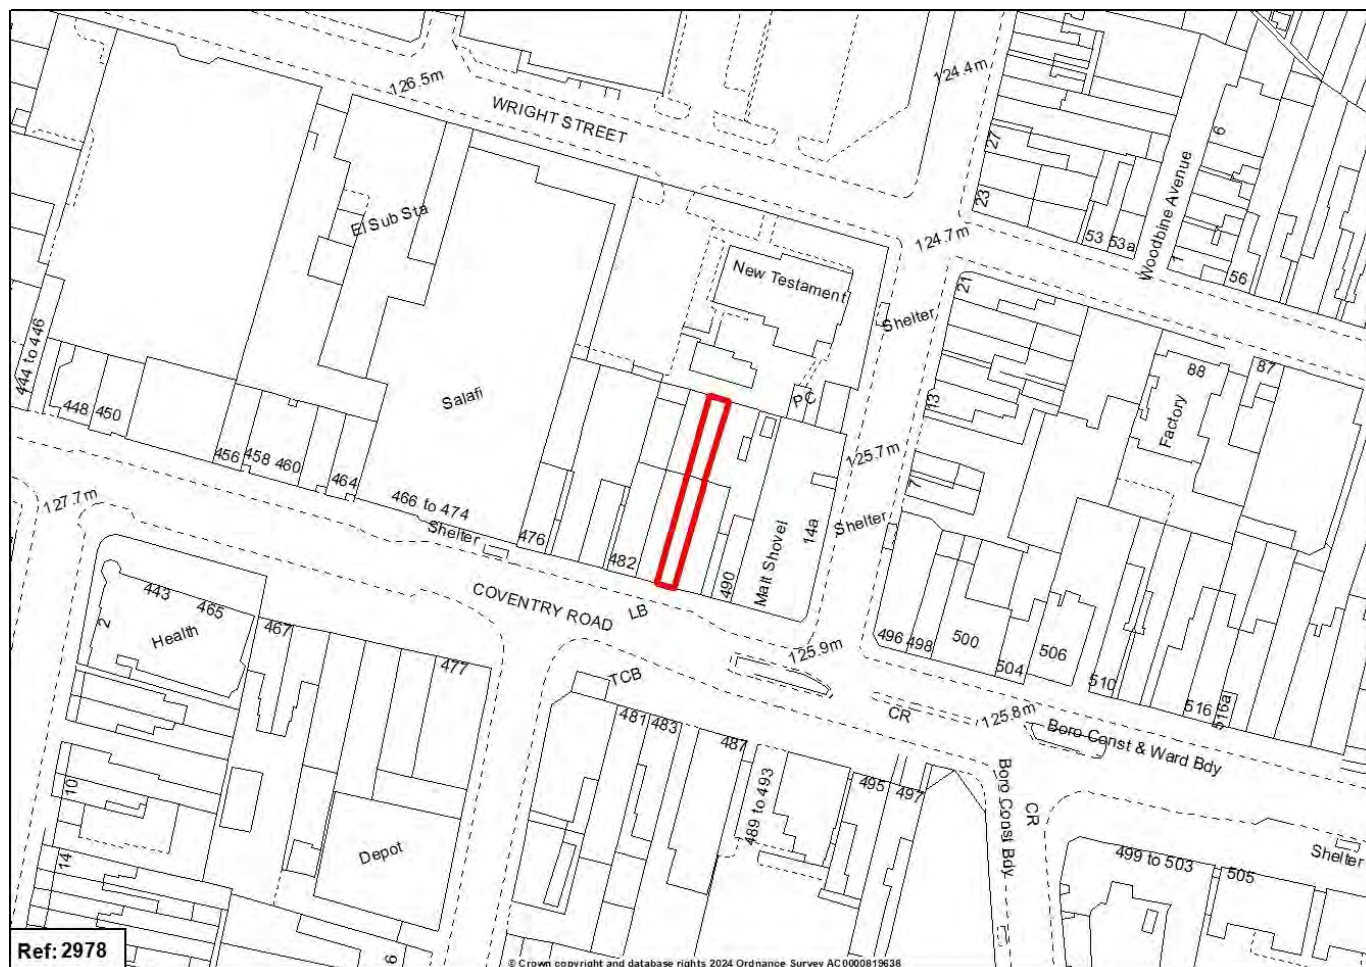 126.5m
WRIGHT STREET
124.4m
27
23
6
Woodbine Avenue
53
53a
1
56
124.7m
El Sub Sta
New Testament
Shelter
21
444 to 446
448
450
456
458
460
464
Salafi
466 to 474
Shelter
476
482
PC
13
88
87
Factory
125.7m
7
Shelter
14a
Malt Shovel
490
127.7m
COVENTRY ROAD
LB
443
465
2
Health
467
477
TCB
125.9m
496
498
500
504
506
510
516
516a
CR
125.8m
Boro Const & Ward Bdy
481
483
487
489 to 493
495
497
Boro Const Bdy
CR
10
14
Depot
6
499 to 503
505
Shelter
Ref: 2978
© Crown copyright and database rights 2024 Ordnance Survey AC0000819638